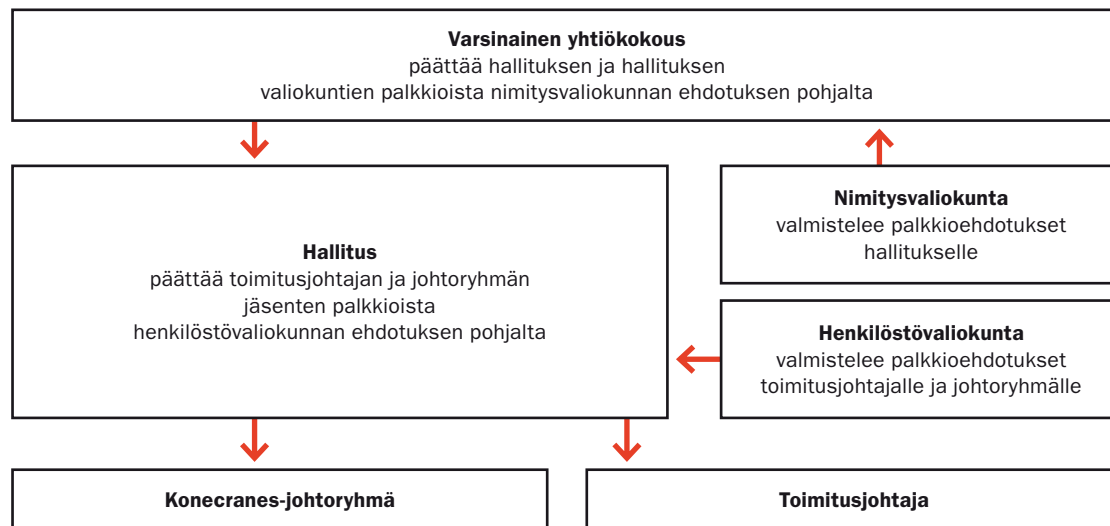 Varsinainen yhtiökokous
päättää hallituksen ja hallituksen
valiokuntien palkkioista nimitysvaliokunnan ehdotuksen pohjalta
Hallitus
päättää toimitusjohtajan ja johtoryhmän
jäsenten palkkioista
henkilöstövaliokunnan ehdotuksen pohjalta
Nimitysvaliokunta
valmistelee palkkioehdotukset
hallitukselle
Henkilöstövaliokunta
valmistelee palkkioehdotukset
toimitusjohtajalle ja johtoryhmälle
Konecranes-johtoryhmä
Toimitusjohtaja